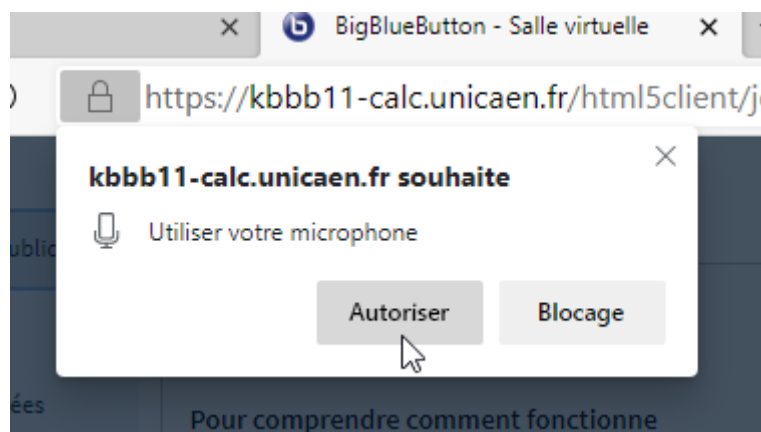 BigBlueButton - Salle virtuelle
https://kbbb11-calc.unicaen.fr/html5client/j
kbbb11-calc.unicaen.fr souhaite
Utiliser votre microphone
Autoriser Blocage
Pour comprendre comment fonctionne